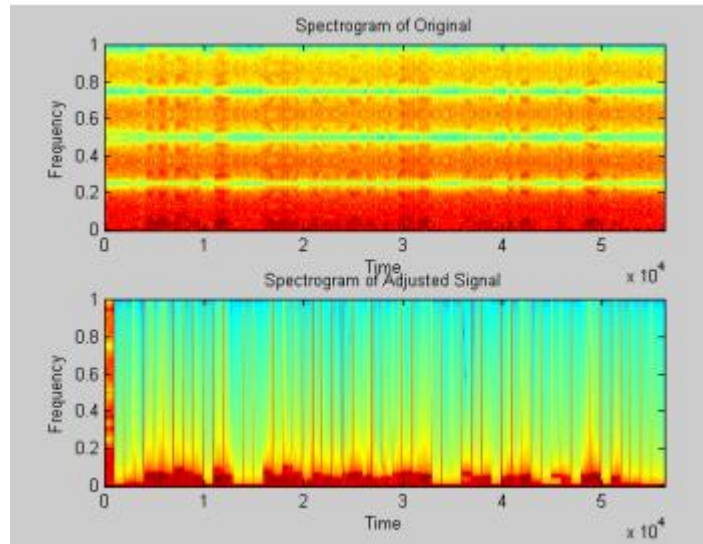 Spectrogram of Original
1
0.8
0.6
0.4
0.2
0
Frequency
0 1 2 3 4 5
Time
x 10^4
Spectrogram of Adjusted Signal
1
0.8
0.6
0.4
0.2
0
Frequency
0 1 2 3 4 5
Time
x 10^4